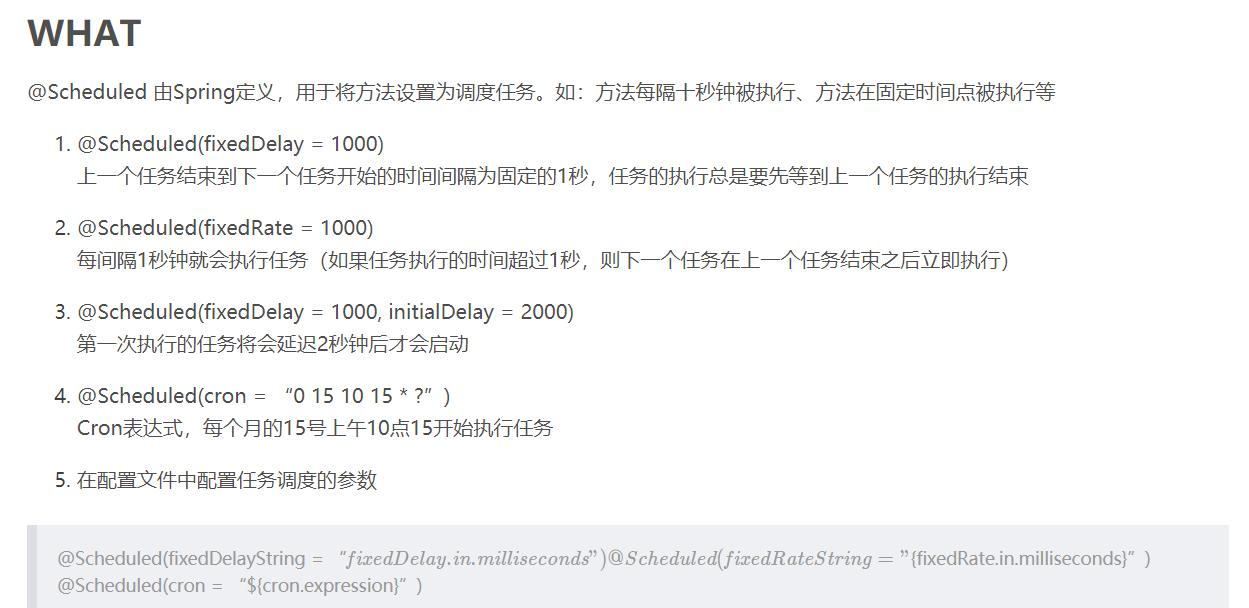 WHAT
@Scheduled 由Spring定义，用于将方法设置为调度任务。如：方法每隔十秒钟被执行、方法在固定时间点被执行等
1. @Scheduled(fixedDelay = 1000)
上一个任务结束到下一个任务开始的时间间隔为固定的1秒，任务的执行总是要先等到上一个任务的执行结束
2. @Scheduled(fixedRate = 1000)
每间隔1秒钟就会执行任务（如果任务执行的时间超过1秒，则下一个任务在上一个任务结束之后立即执行）
3. @Scheduled(fixedDelay = 1000, initialDelay = 2000)
第一次执行的任务将会延迟2秒钟后才会启动
4. @Scheduled(cron = “0 15 10 15 * ?”)
Cron表达式，每个月的15号上午10点15开始执行任务
5. 在配置文件中配置任务调度的参数
@Scheduled(fixedDelayString = “fixedDelay.in.milliseconds”)@Scheduled(fixedRateString=”{fixedRate.in.milliseconds}”)
@Scheduled(cron = “${cron.expression}”)